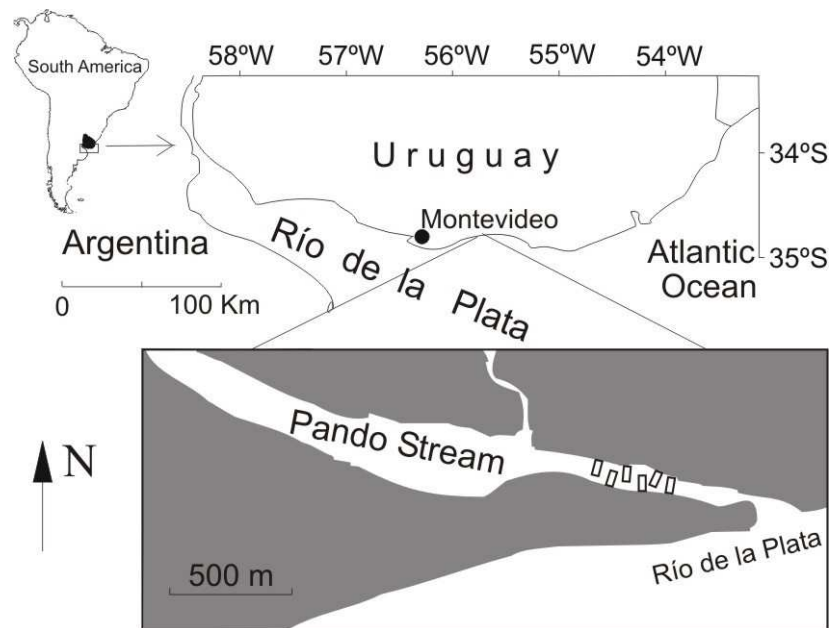 58ºW 57ºW 56ºW 55ºW 54ºW
South America
Uruguay
34ºS
Montevideo
Argentina
Río de la Plata
Atlantic
Ocean
35ºS
0 100 Km
Pando Stream
N
Río de la Plata
500 m